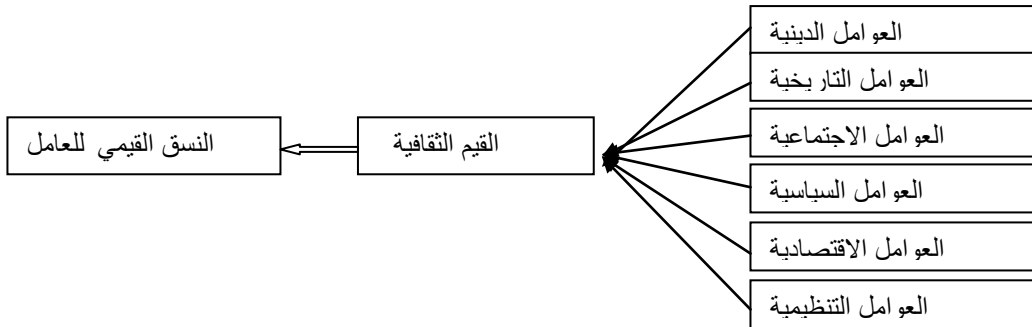 العوامل الدينية
العوامل التاريخية
العوامل الاجتماعية
العوامل السياسية
العوامل الاقتصادية
العوامل التنظيمية
القيم الثقافية
النسق القيمي للعامل